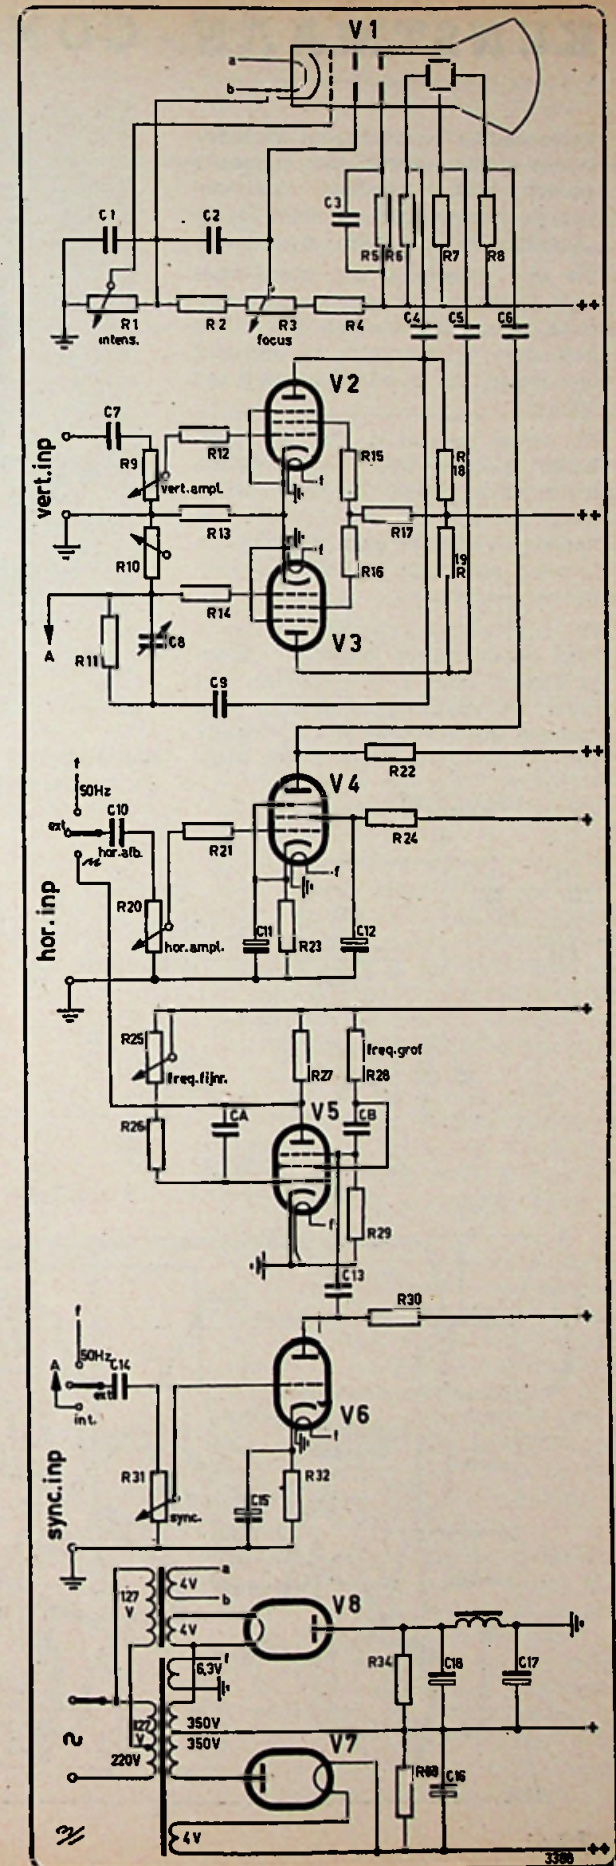 V1
a
b
C1
C2
C3
R5
R6
R7
R8
R1
intens.
R2
R3
focus
R4
C4
C5
C6
++
V2
C7
R9
vert.ampl.
R12
R15
R
18
f
vert.inp
R13
R17
++
R10
f
R16
19
R
R14
A
R11
C8
V3
C9
R22
++
f
50Hz
C10
ext
hor.afb.
V4
R21
R24
+
f
hor.inp
R20
hor.ampl.
C11
R23
C12
+
R25
freq.fijnr.
R27
freq.grof
R28
R26
CA
V5
CB
f
R29
C13
R30
+
f
50Hz
A
C14
ext
int.
V6
f
sync.inp
R31
sync.
C15
R32
127
V
4V
a
b
4V
V8
6,3V
f
R34
C18
C17
127
V
220V
350V
350V
+
V7
C16
4V
++
3388